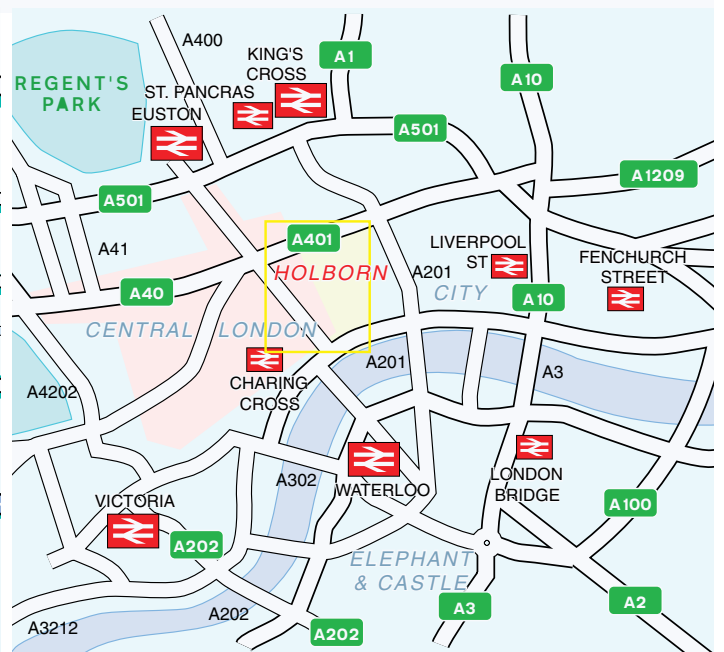 A400
KING'S
CROSS
A1
REGENT'S
PARK
ST. PANCRAS
EUSTON
A10
A501
A1209
A501
A401
A41
LIVERPOOL
ST
FENCHURCH
STREET
HOLBORN
A201
A40
CITY
A10
CENTRAL LONDON
CHARING
CROSS
A201
A3
A4202
A302
WATERLOO
LONDON
BRIDGE
VICTORIA
A100
A202
ELEPHANT
& CASTLE
A3
A2
A202
A3212
A202